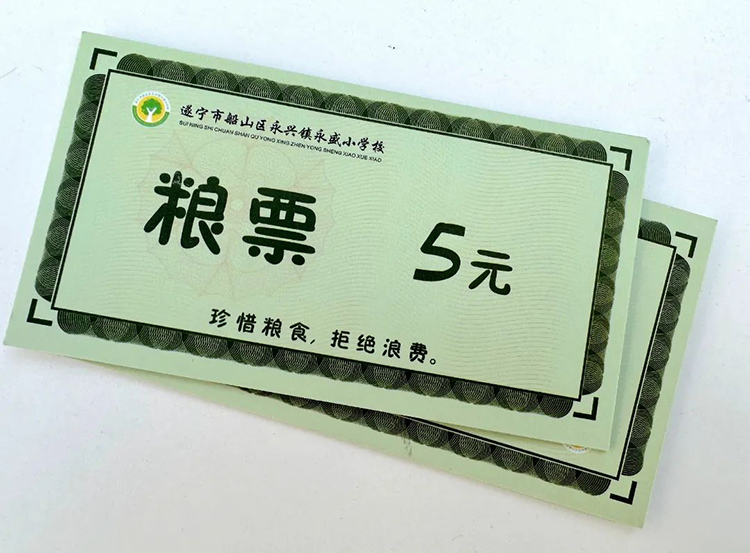 遂宁市船山区永兴镇永盛小学校
SUI NING SHI CHUAN SHAN QU YONG XING ZHEN YONG SHENG XIAO XUE XIAO
粮票 5元
珍惜粮食，拒绝浪费。